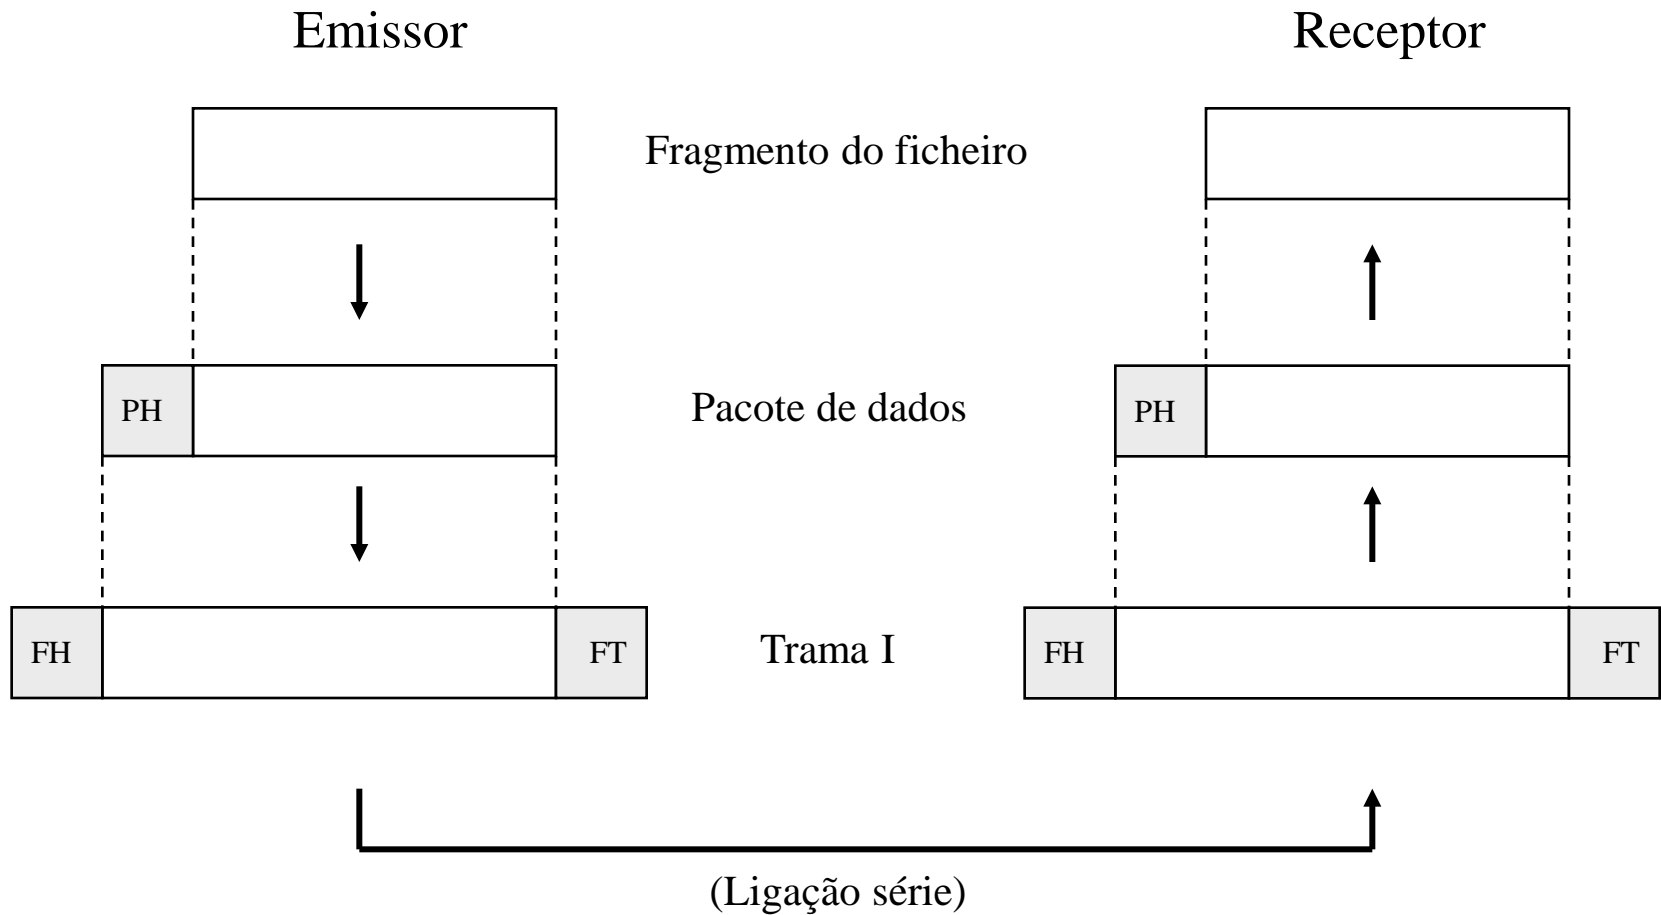 Emissor
Receptor
Fragmento do ficheiro
PH
Pacote de dados
PH
FH
FT
Trama I
FH
FT
(Ligação série)